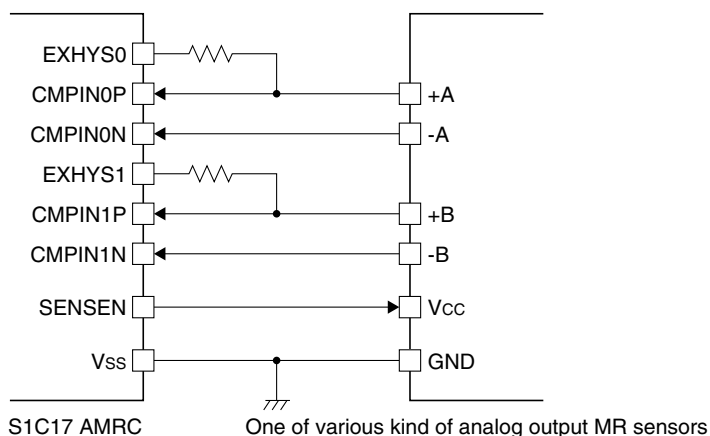 EXHYS0
CMPIN0P +A
CMPIN0N -A
EXHYS1
CMPIN1P +B
CMPIN1N -B
SENSEN VCC
VSS GND
S1C17 AMRC One of various kind of analog output MR sensors